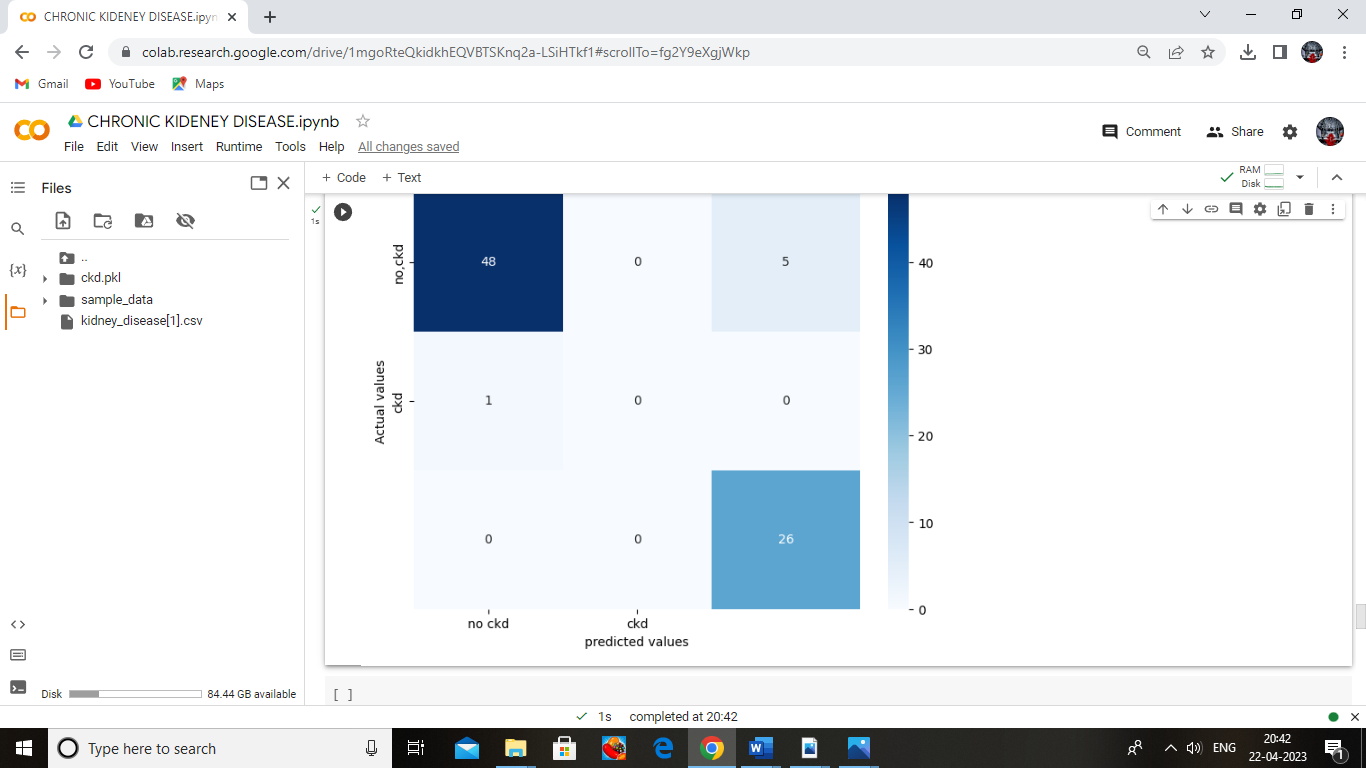 CHRONIC KIDENEY DISEASE.ipyn
colab.research.google.com/drive/1mgoRteQkidkhEQVBTSKnq2a-LSiHTkf1#scrollTo=fg2Y9eXgjWkp
Gmail YouTube Maps
CHRONIC KIDENEY DISEASE.ipynb
Comment Share
File Edit View Insert Runtime Tools Help All changes saved
Files
+ Code + Text
RAM
Disk
1s
..
ckd.pkl
sample_data
kidney_disease[1].csv
{x}
no,ckd
48 0 5
40
30
Actual values
ckd
1 0 0
20
10
0 0 26
0
no ckd ckd
predicted values
Disk 84.44 GB available
[ ]
1s completed at 20:42
Type here to search
ENG
20:42
22-04-2023
1